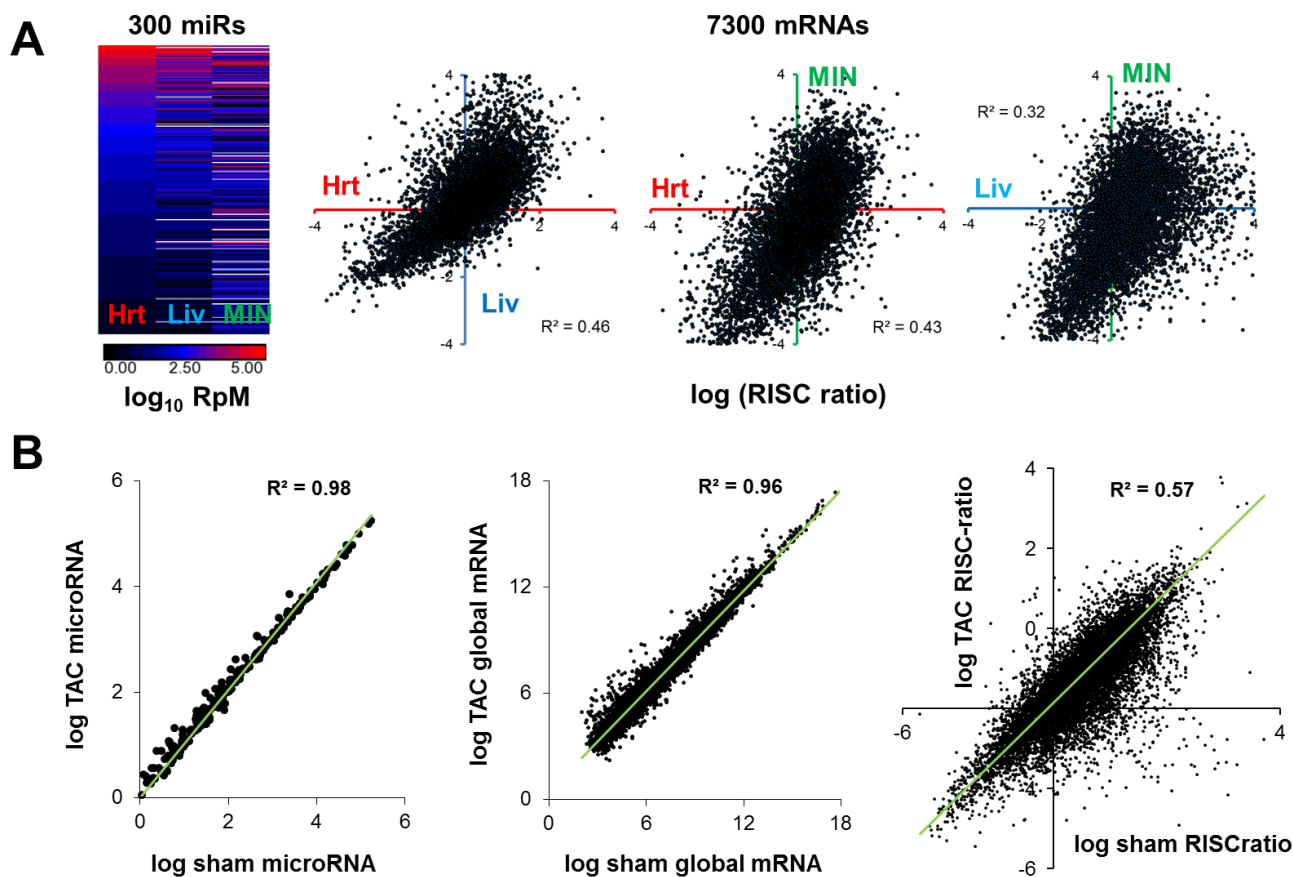 A
300 miRs
7300 mRNAs
Hrt Liv MIN
0.00 2.50 5.00
log₁₀ RpM
4
Hrt
-4 2 4
-2
Liv
R² = 0.46
-4
4
MIN
Hrt
-4 -2 2 4
R² = 0.43
-4
4
MIN
R² = 0.32
Liv
-4 -2 4
-4
log (RISC ratio)
B
6
R² = 0.98
4
2
0
0 2 4 6
log TAC microRNA
log sham microRNA
18
R² = 0.96
12
6
0
0 6 12 18
log TAC global mRNA
log sham global mRNA
4
R² = 0.57
2
0
-6 4
-4
-6
log TAC RISC-ratio
log sham RISCratio